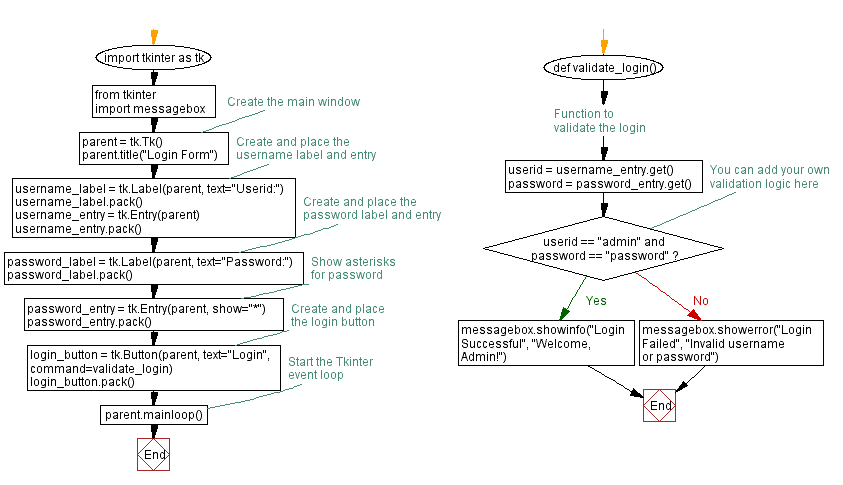 import tkinter as tk
from tkinter
import messagebox
Create the main window
parent = tk.Tk()
parent.title("Login Form")
Create and place the
username label and entry
username_label = tk.Label(parent, text="Userid:")
username_label.pack()
username_entry = tk.Entry(parent)
username_entry.pack()
Create and place the
password label and entry
password_label = tk.Label(parent, text="Password:")
password_label.pack()
Show asterisks
for password
password_entry = tk.Entry(parent, show="*")
password_entry.pack()
Create and place
the login button
login_button = tk.Button(parent, text="Login",
command=validate_login)
login_button.pack()
Start the Tkinter
event loop
parent.mainloop()
End
def validate_login()
Function to
validate the login
userid = username_entry.get()
password = password_entry.get()
You can add your own
validation logic here
userid == "admin" and
password == "password" ?
Yes
No
messagebox.showinfo("Login
Successful", "Welcome,
Admin!")
messagebox.showerror("Login
Failed", "Invalid username
or password")
End